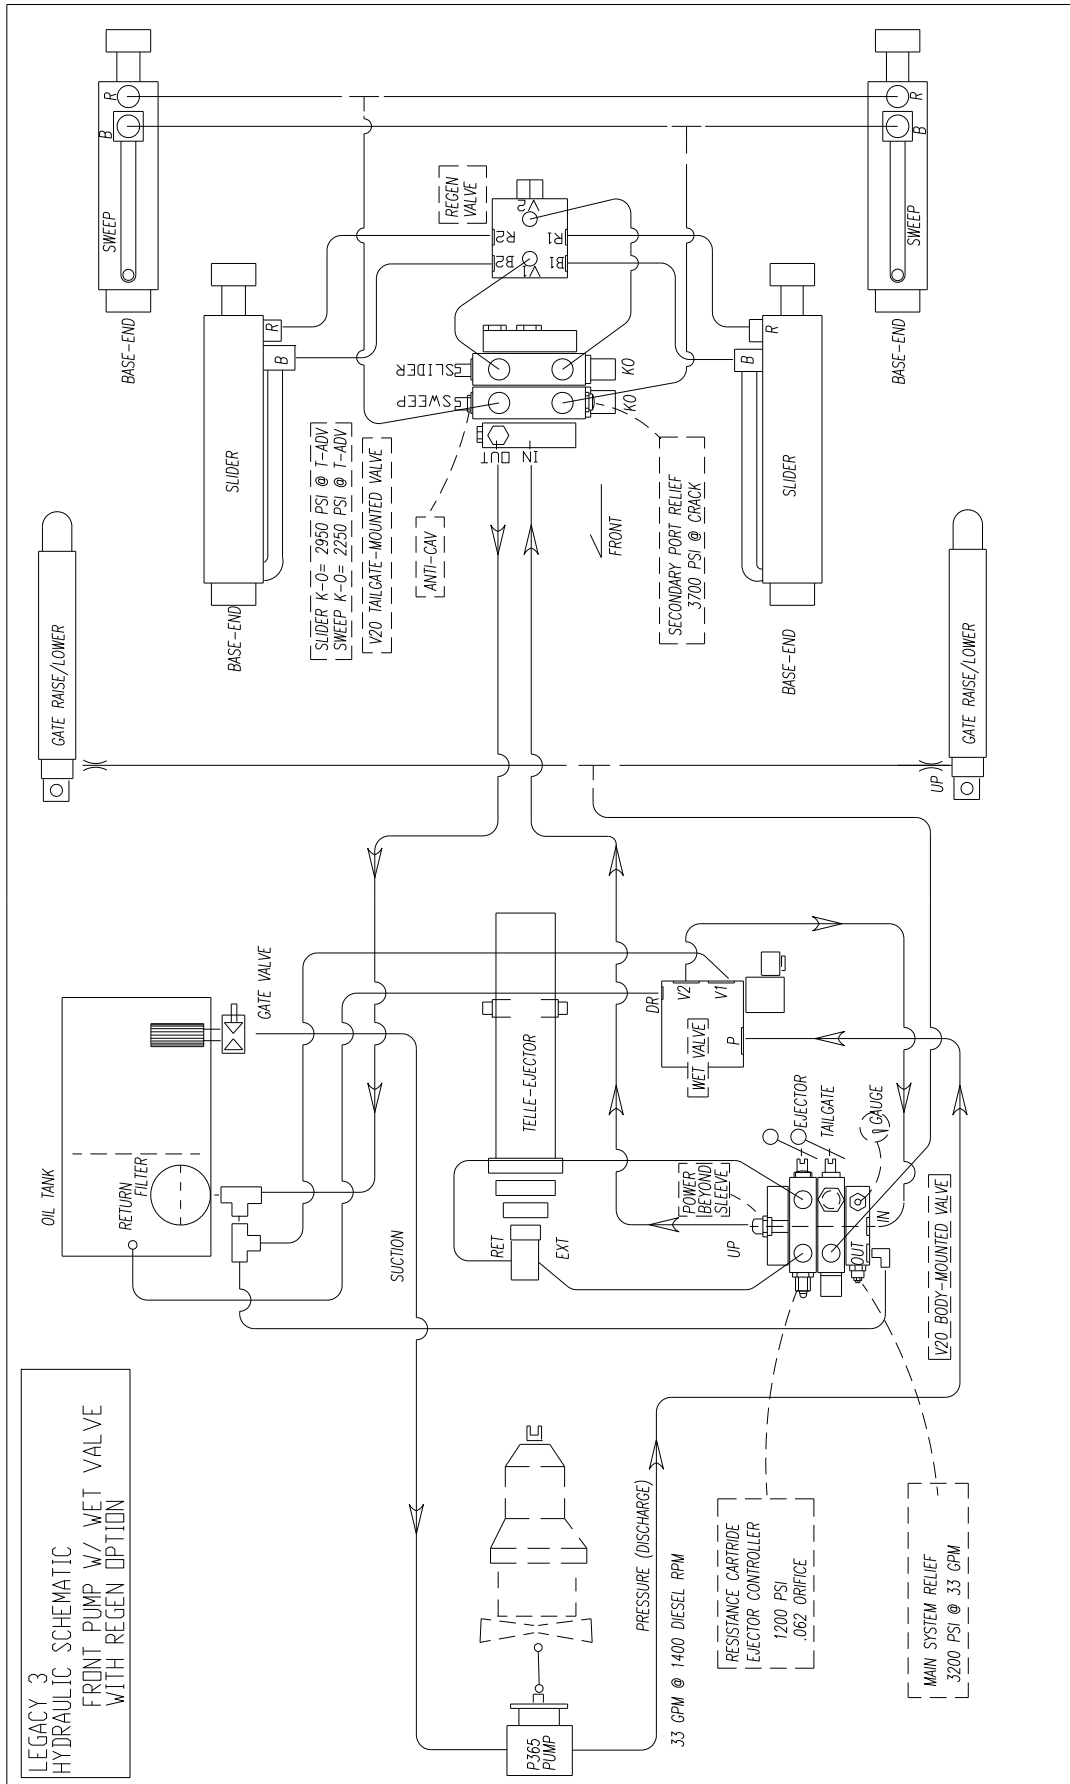 LEGACY 3
HYDRAULIC SCHEMATIC
FRONT PUMP W/ WET VALVE
WITH REGEN OPTION
OIL TANK
RETURN
FILTER
GATE VALVE
SUCTION
P365
PUMP
PRESSURE (DISCHARGE)
33 GPM @ 1400 DIESEL RPM
RESISTANCE CARTRIDE
EJECTOR CONTROLLER
1200 PSI
.062 ORIFICE
MAIN SYSTEM RELIEF
3200 PSI @ 33 GPM
TELLE-EJECTOR
RET
EXT
POWER
BEYOND
SLEEVE
UP
EJECTOR
TAILGATE
GAUGE
OUT
IN
V20 BODY-MOUNTED VALVE
WET VALVE
DR
V2
V1
P
GATE RAISE/LOWER
GATE RAISE/LOWER
UP
BASE-END
SLIDER
B
R
BASE-END
SWEEP
B
R
SLIDER K-O= 2950 PSI @ T-ADV
SWEEP K-O= 2250 PSI @ T-ADV
V20 TAILGATE-MOUNTED VALVE
ANTI-CAV
OUT
IN
SWEEP
SLIDER
KO
KO
REGEN
VALVE
V2
V1
R2
B2
R1
B1
FRONT
SECONDARY PORT RELIEF
3700 PSI @ CRACK
BASE-END
SLIDER
B
R
BASE-END
SWEEP
B
R